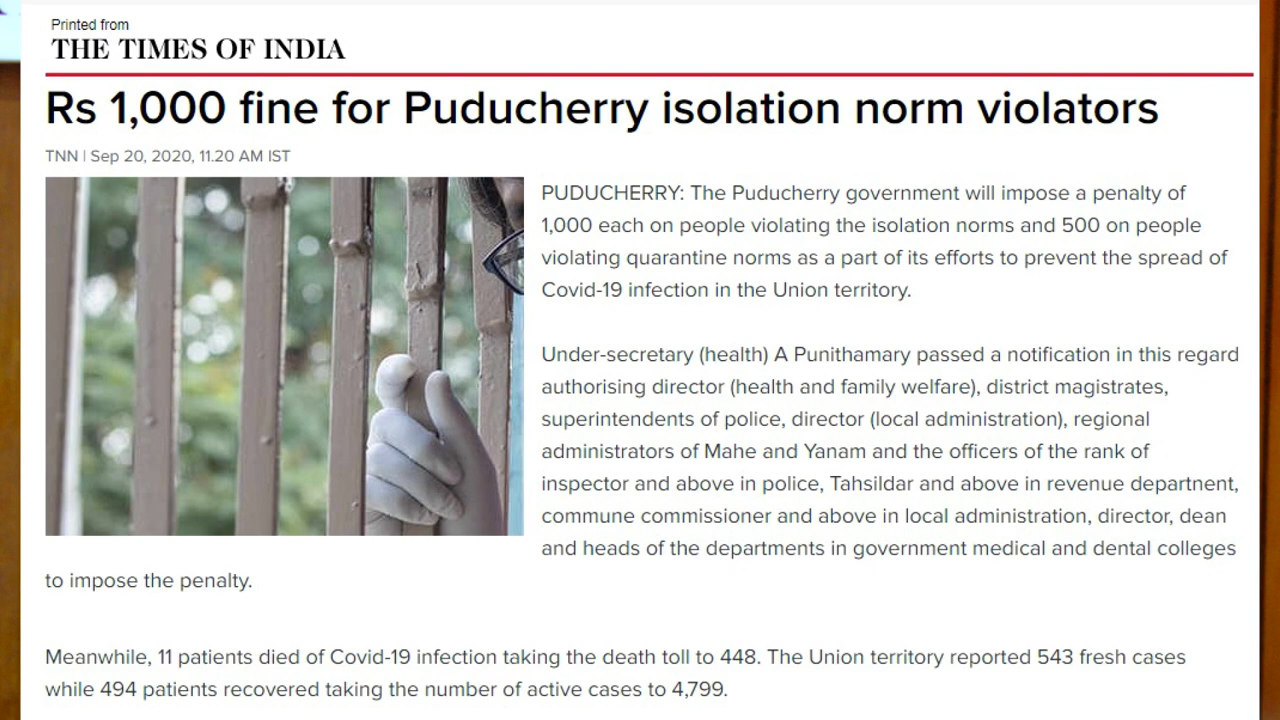 Printed from
THE TIMES OF INDIA
Rs 1,000 fine for Puducherry isolation norm violators
TNN | Sep 20, 2020, 11.20 AM IST
PUDUCHERRY: The Puducherry government will impose a penalty of
1,000 each on people violating the isolation norms and 500 on people
violating quarantine norms as a part of its efforts to prevent the spread of
Covid-19 infection in the Union territory.
Under-secretary (health) A Punithamary passed a notification in this regard
authorising director (health and family welfare), district magistrates,
superintendents of police, director (local administration), regional
administrators of Mahe and Yanam and the officers of the rank of
inspector and above in police, Tahsildar and above in revenue departnent,
commune commissioner and above in local administration, director, dean
and heads of the departments in government medical and dental colleges
to impose the penalty.
Meanwhile, 11 patients died of Covid-19 infection taking the death toll to 448. The Union territory reported 543 fresh cases
while 494 patients recovered taking the number of active cases to 4,799.